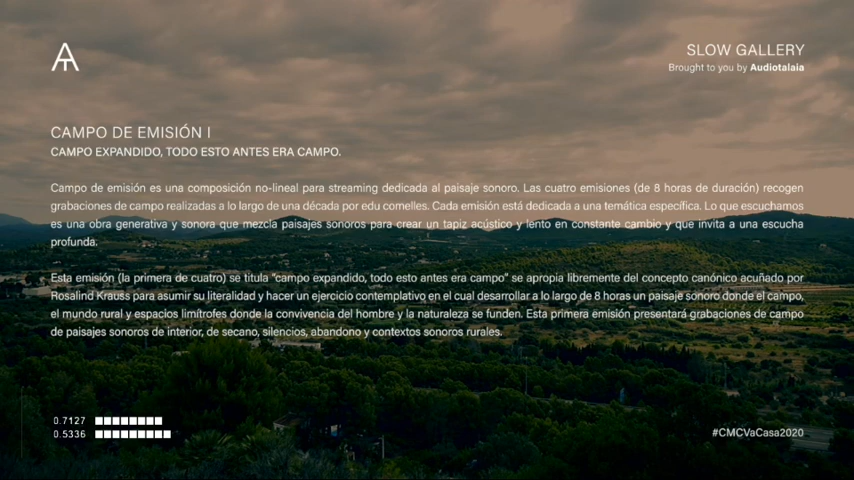 AT
SLOW GALLERY
Brought to you by Audiotalaia
CAMPO DE EMISIÓN I
CAMPO EXPANDIDO, TODO ESTO ANTES ERA CAMPO.
Campo de emisión es una composición no-lineal para streaming dedicada al paisaje sonoro. Las cuatro emisiones (de 8 horas de duración) recogen
grabaciones de campo realizadas a lo largo de una década por edu comelles. Cada emisión está dedicada a una temática específica. Lo que escuchamos
es una obra generativa y sonora que mezcla paisajes sonoros para crear un tapiz acústico y lento en constante cambio y que invita a una escucha
profunda.
Esta emisión (la primera de cuatro) se titula "campo expandido, todo esto antes era campo" se apropia libremente del concepto canónico acuñado por
Rosalind Krauss para asumir su literalidad y hacer un ejercicio contemplativo en el cual desarrollar a lo largo de 8 horas un paisaje sonoro donde el campo,
el mundo rural y espacios limítrofes donde la convivencia del hombre y la naturaleza se funden. Esta primera emisión presentará grabaciones de campo
de paisajes sonoros de interior, de secano, silencios, abandono y contextos sonoros rurales.
0.7127
0.5336
#CMCVaCasa2020